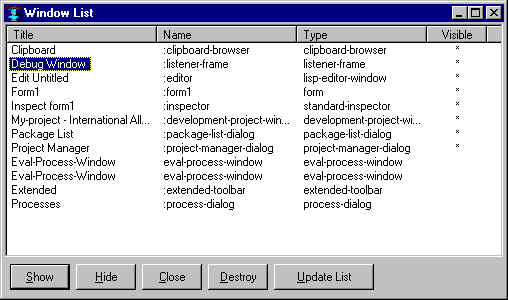 Window List
Title Name Type Visible
Clipboard :clipboard-browser clipboard-browser *
Debug Window :listener-frame listener-frame *
Edit Untitled :editor lisp-editor-window *
Form1 :form1 form *
Inspect form1 :inspector standard-inspector *
My-project - International All... :development-project-win... development-project-wi... *
Package List :package-list-dialog package-list-dialog *
Project Manager :project-manager-dialog project-manager-dialog *
Eval-Process-Window eval-process-window eval-process-window
Eval-Process-Window eval-process-window eval-process-window
Extended :extended-toolbar extended-toolbar
Processes :process-dialog process-dialog
Show Hide Close Destroy Update List